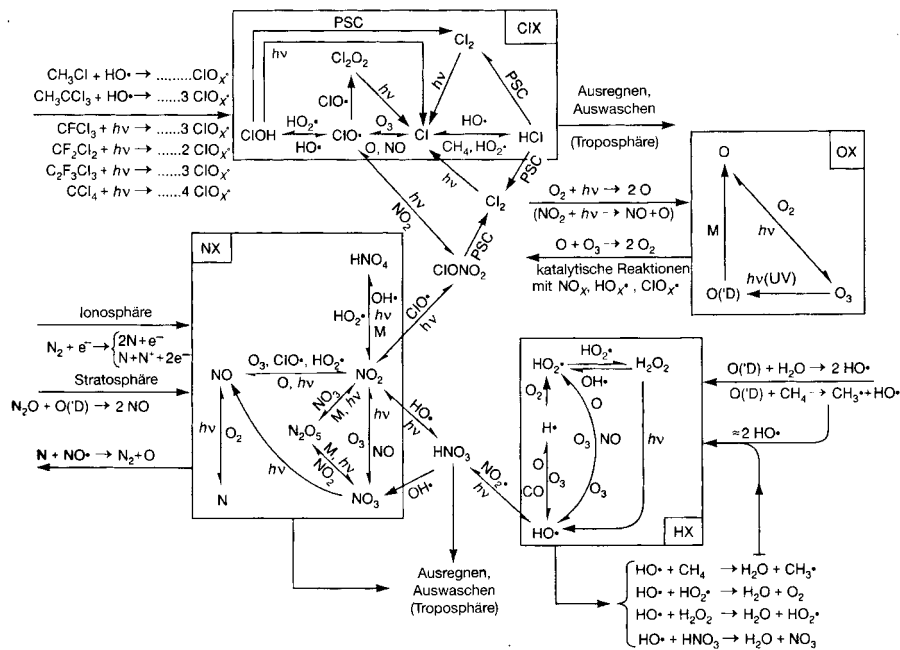 PSC
ClX
Cl₂
PSC
hν
hν
Cl₂O₂
hν
ClO•
ClOH
HO₂•
HO•
ClO•
O₃
O, NO
Cl
HO•
CH₄, HO₂•
HCl
PSC
CH₃Cl + HO• → ........ClOₓ•
CH₃CCl₃ + HO• → ......3 ClOₓ•
CFCl₃ + hν → ......3 ClOₓ•
CF₂Cl₂ + hν → ......2 ClOₓ•
C₂F₃Cl₃ + hν → ......3 ClOₓ•
CCl₄ + hν → ......4 ClOₓ•
Ausregnen,
Auswaschen
(Troposphäre)
hν
Cl₂
PSC
hν
NO₂
ClONO₂
ClO•
hν
O₂ + hν → 2 O
(NO₂ + hν → NO + O)
O + O₃ → 2 O₂
katalytische Reaktionen
mit NOₓ, HOₓ•, ClOₓ•
OX
O
O₂
hν
M
hν(UV)
O('D)
O₃
NX
HNO₄
OH•
HO₂•
hν
M
Ionosphäre
N₂ + e⁻ → { 2N + e⁻
N + N⁺ + 2e⁻
Stratosphäre
N₂O + O('D) → 2 NO
N + NO• → N₂ + O
NO
O₃, ClO•, HO₂•
O, hν
NO₂
NO₃
M, hν
N₂O₅
M, hν
NO₂
O₃
NO
hν
O₂
hν
N
NO₃
HO•
hν
HNO₃
OH•
NO₂•
hν
Ausregnen,
Auswaschen
(Troposphäre)
HX
HO₂•
HO₂•
OH•
H₂O₂
O₂
O
H•
O₃
NO
hν
O
CO
O₃
O₃
HO•
O('D) + H₂O → 2 HO•
O('D) + CH₄ → CH₃• + HO•
≈ 2 HO•
HO• + CH₄ → H₂O + CH₃•
HO• + HO₂• → H₂O + O₂
HO• + H₂O₂ → H₂O + HO₂•
HO• + HNO₃ → H₂O + NO₃